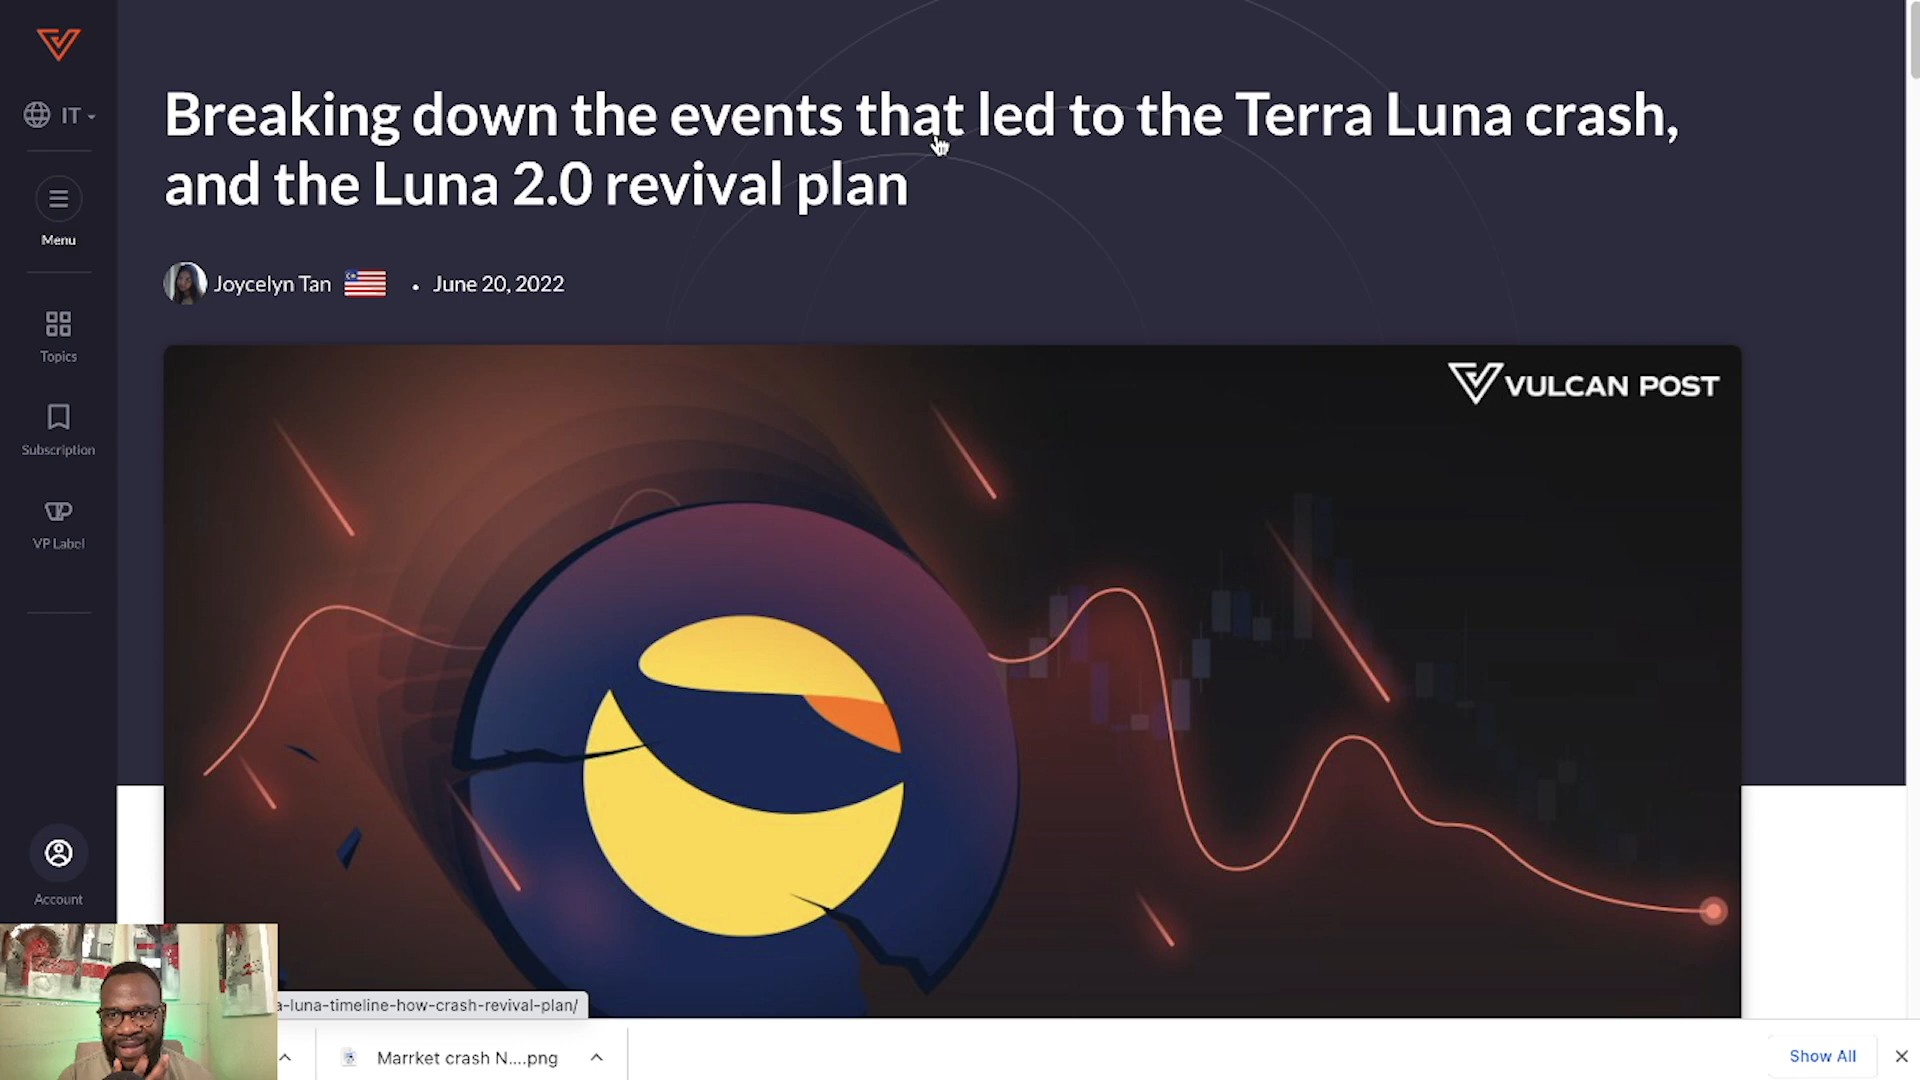 IT
Menu
Topics
Subscription
VP Label
Account
Breaking down the events that led to the Terra Luna crash,
and the Luna 2.0 revival plan
Joycelyn Tan
• June 20, 2022
VULCAN POST
a-luna-timeline-how-crash-revival-plan/
Marrket crash N....png
Show All